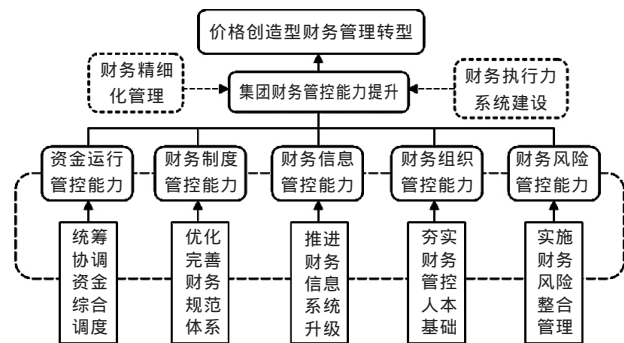 价格创造型财务管理转型
财务精细
化管理
集团财务管控能力提升
财务执行力
系统建设
资金运行
管控能力
财务制度
管控能力
财务信息
管控能力
财务组织
管控能力
财务风险
管控能力
统筹
协调
资金
综合
调度
优化
完善
财务
规范
体系
推进
财务
信息
系统
升级
夯实
财务
管控
人本
基础
实施
财务
风险
整合
管理